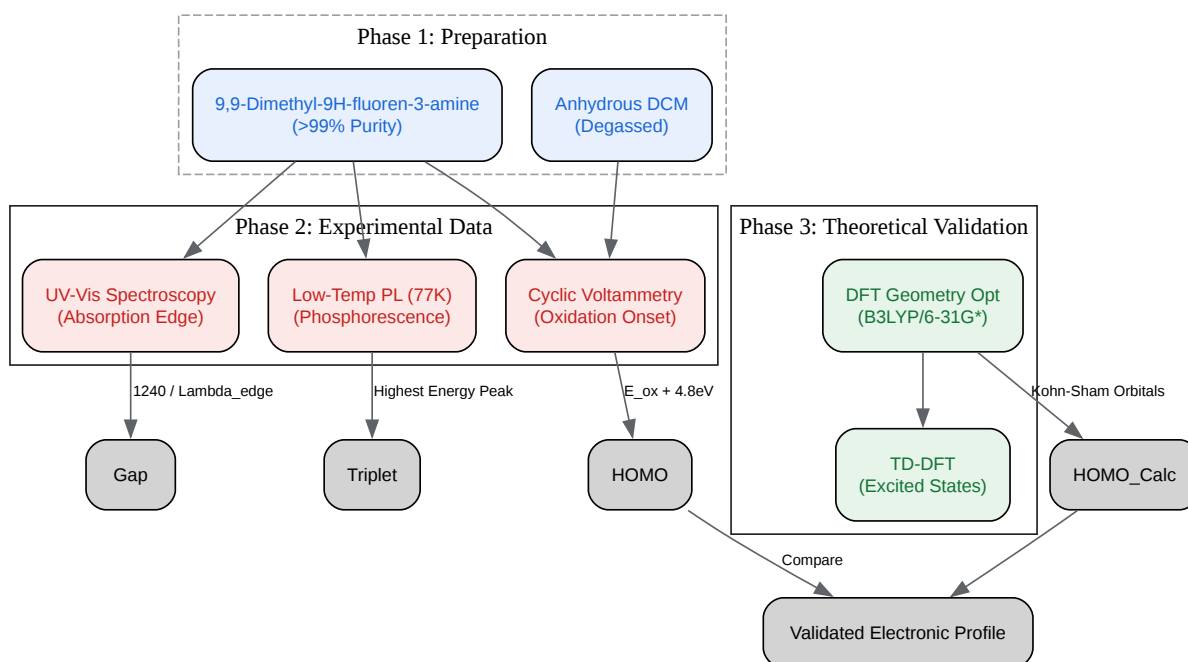 Phase 1: Preparation
9,9-Dimethyl-9H-fluoren-3-amine
(>99% Purity)
Anhydrous DCM
(Degassed)
Phase 2: Experimental Data
UV-Vis Spectroscopy
(Absorption Edge)
Low-Temp PL (77K)
(Phosphorescence)
Cyclic Voltammetry
(Oxidation Onset)
Phase 3: Theoretical Validation
DFT Geometry Opt
(B3LYP/6-31G*)
1240 / Lambda_edge
Highest Energy Peak
E_ox + 4.8eV
Kohn-Sham Orbitals
Gap
Triplet
HOMO
TD-DFT
(Excited States)
HOMO_Calc
Compare
Validated Electronic Profile